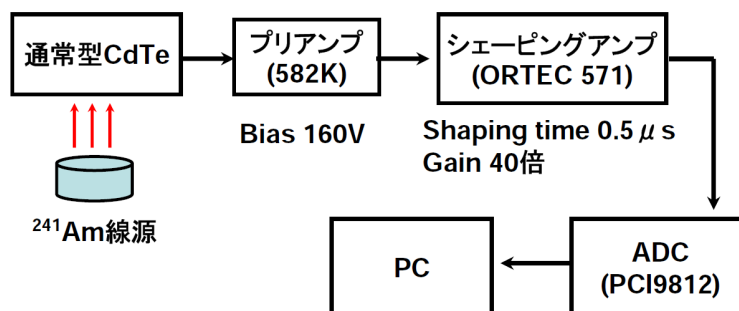 通常型CdTe
プリアンプ
(582K)
シェーピングアンプ
(ORTEC 571)
Bias 160V
Shaping time 0.5μs
Gain 40倍
241Am線源
PC
ADC
(PCI9812)